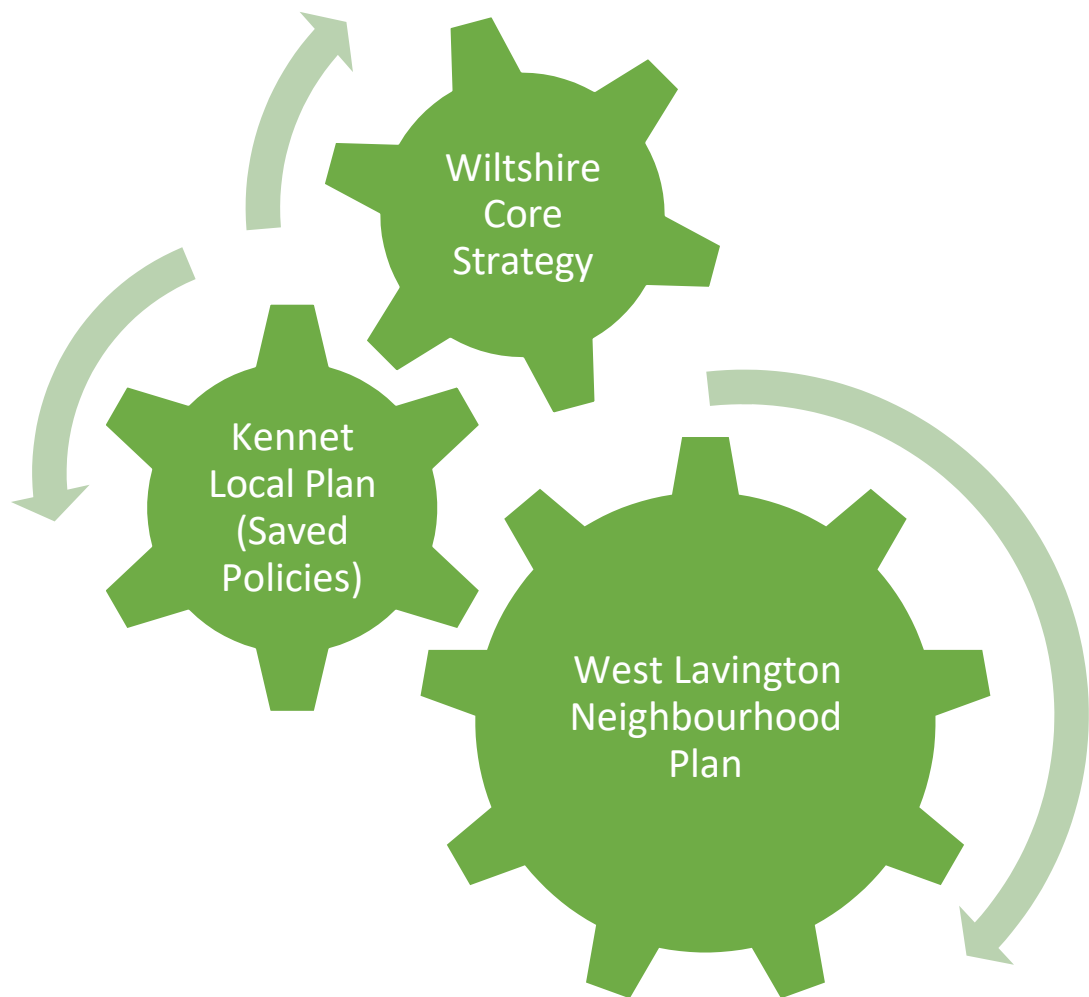 Wiltshire
Core
Strategy
Kennet
Local Plan
(Saved
Policies)
West Lavington
Neighbourhood
Plan